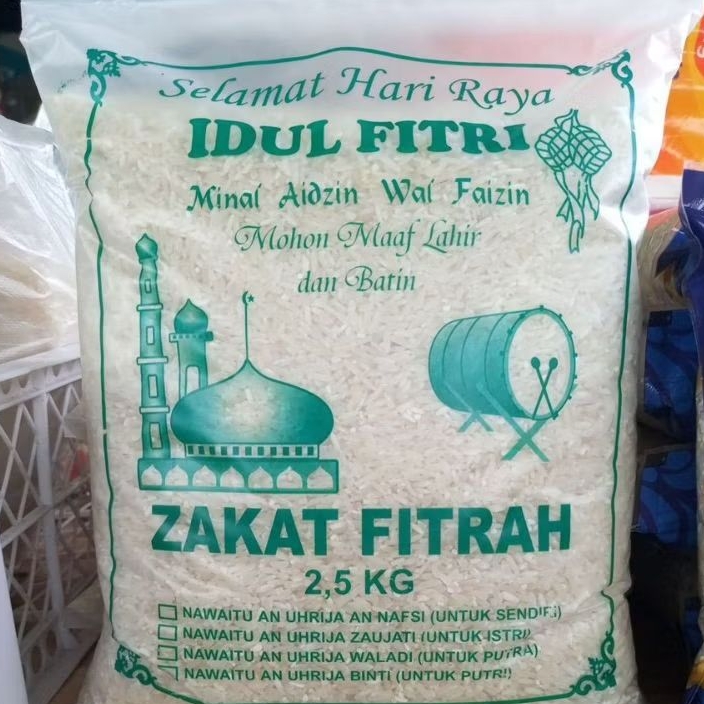 Selamat Hari Raya
IDUL FITRI
Minal Aidzin Wal Faizin
Mohon Maaf Lahir
dan Batin
ZAKAT FITRAH
2,5 KG
NAWAITU AN UHRIJA AN NAFSI (UNTUK SENDIRI)
NAWAITU AN UHRIJA ZAUJATI (UNTUK ISTRI)
NAWAITU AN UHRIJA WALADI (UNTUK PUTRA)
NAWAITU AN UHRIJA BINTI (UNTUK PUTRI)